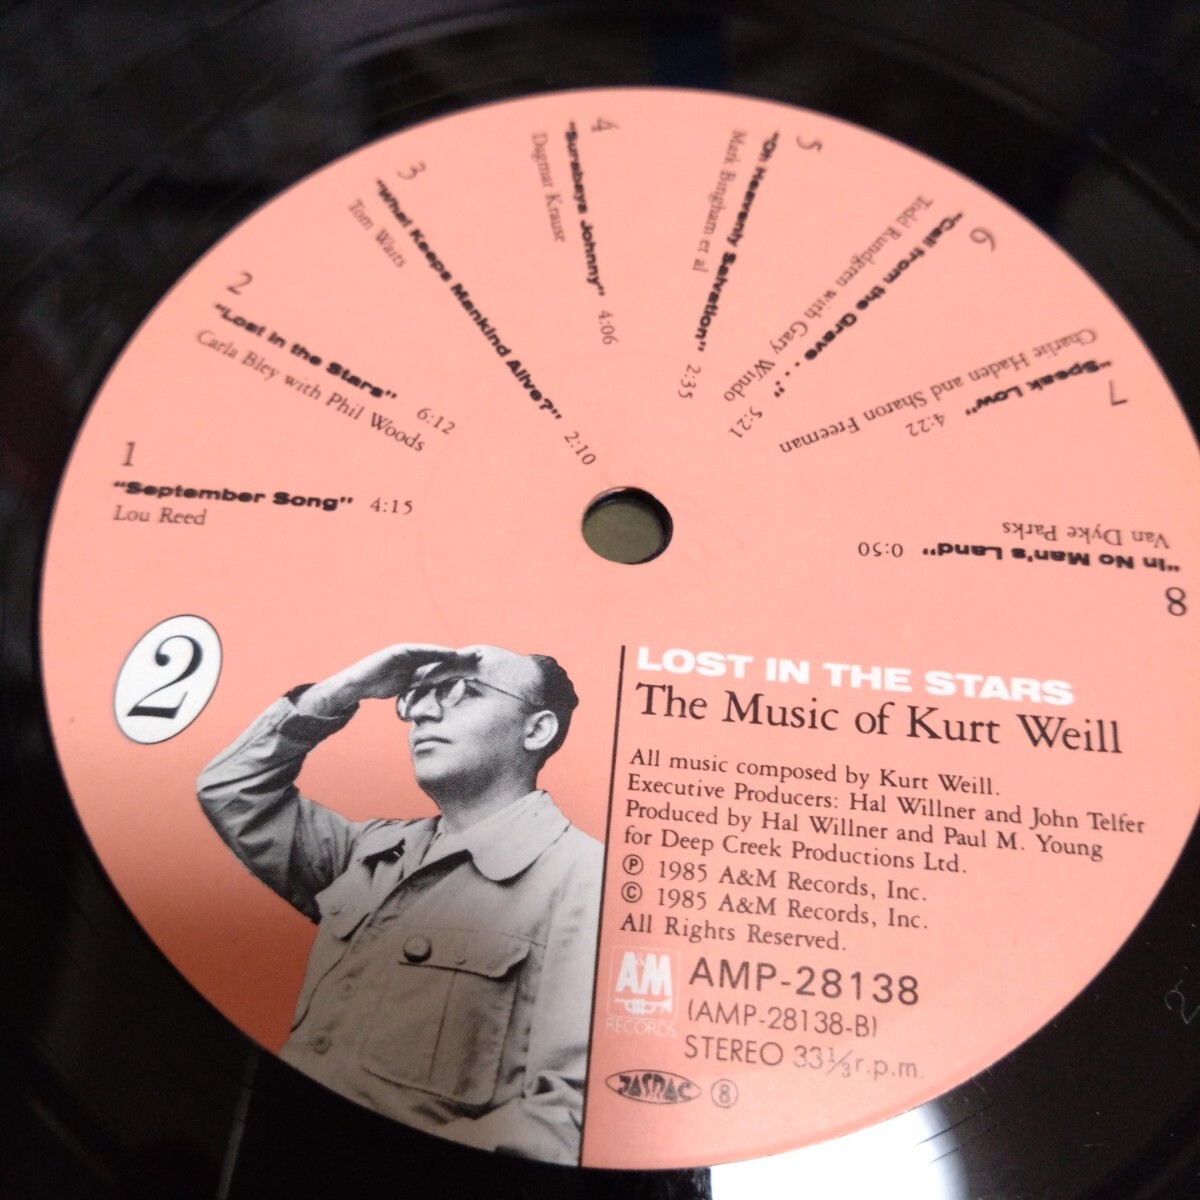 1
"September Song" 4:15
Lou Reed
2
"Lost in the Stars" 6:12
Carla Bley with Phil Woods
3
"What Keeps Mankind Alive?" 2:10
Tom Waits
4
"Surabaya Johnny" 4:06
Dagmar Krause
5
"Oh Heavenly Salvation" 2:35
Mark Bingham et al
6
"Call from the Grave . . ." 5:21
Todd Rundgren with Gary Windo
7
"Speak Low" 4:22
Charlie Haden and Sharon Freeman
8
"In No Man's Land" 0:50
Van Dyke Parks
2
LOST IN THE STARS
The Music of Kurt Weill
All music composed by Kurt Weill.
Executive Producers: Hal Willner and John Telfer
Produced by Hal Willner and Paul M. Young
for Deep Creek Productions Ltd.
℗ 1985 A&M Records, Inc.
© 1985 A&M Records, Inc.
All Rights Reserved.
A&M
RECORDS
AMP-28138
(AMP-28138-B)
STEREO 33⅓r.p.m.
JASRAC ⑧